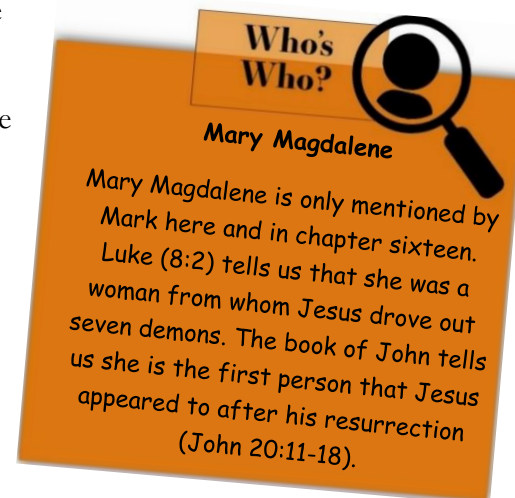 e
e
Who's
Who?
Mary Magdalene
Mary Magdalene is only mentioned by
Mark here and in chapter sixteen.
Luke (8:2) tells us that she was a
woman from whom Jesus drove out
seven demons. The book of John tells
us she is the first person that Jesus
appeared to after his resurrection
(John 20:11-18).